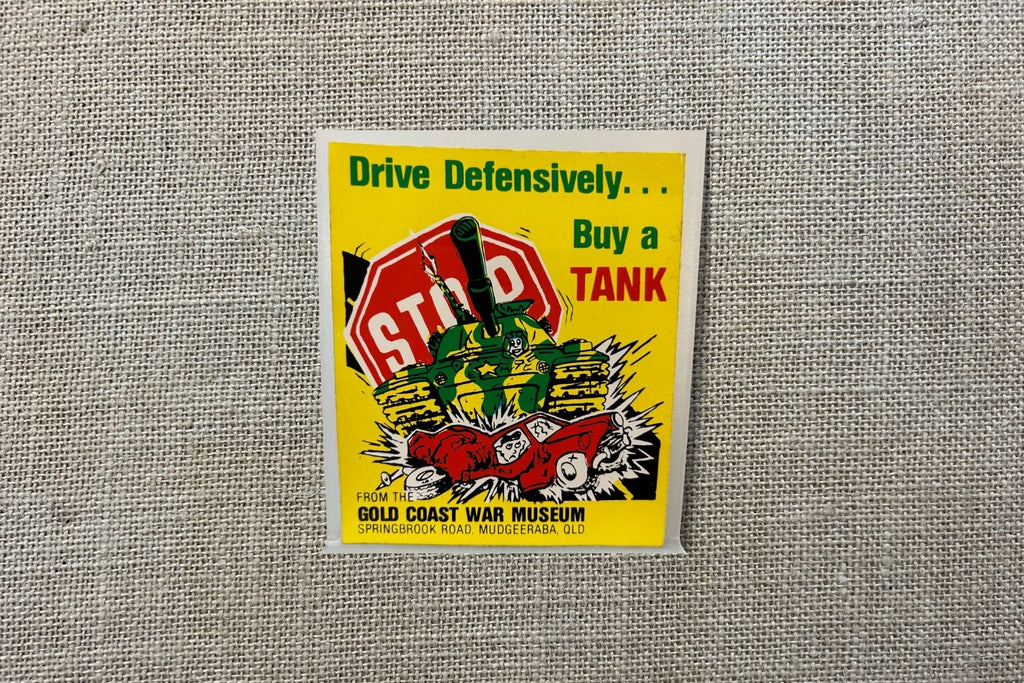 Drive Defensively...
Buy a
TANK
STOP
FROM THE
GOLD COAST WAR MUSEUM
SPRINGBROOK ROAD, MUDGEERABA, QLD